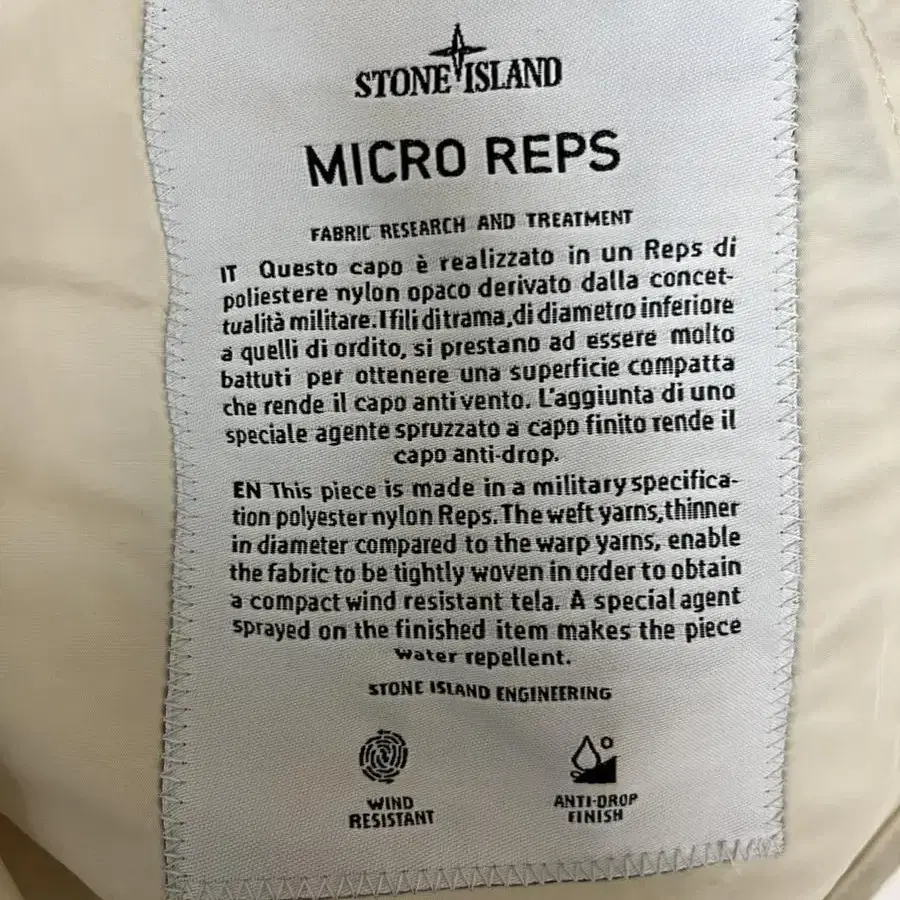 STONE ISLAND
MICRO REPS
FABRIC RESEARCH AND TREATMENT
IT Questo capo è realizzato in un Reps di
poliestere nylon opaco derivato dalla concet-
tualità militare. I fili di trama, di diametro inferiore
a quelli di ordito, si prestano ad essere molto
battuti per ottenere una superficie compatta
che rende il capo antivento. L'aggiunta di uno
speciale agente spruzzato a capo finito rende il
capo anti-drop.
EN This piece is made in a military specifica-
tion polyester nylon Reps. The weft yarns, thinner
in diameter compared to the warp yarns, enable
the fabric to be tightly woven in order to obtain
a compact wind resistant tela. A special agent
sprayed on the finished item makes the piece
water repellent.
STONE ISLAND ENGINEERING
WIND
RESISTANT
ANTI-DROP
FINISH